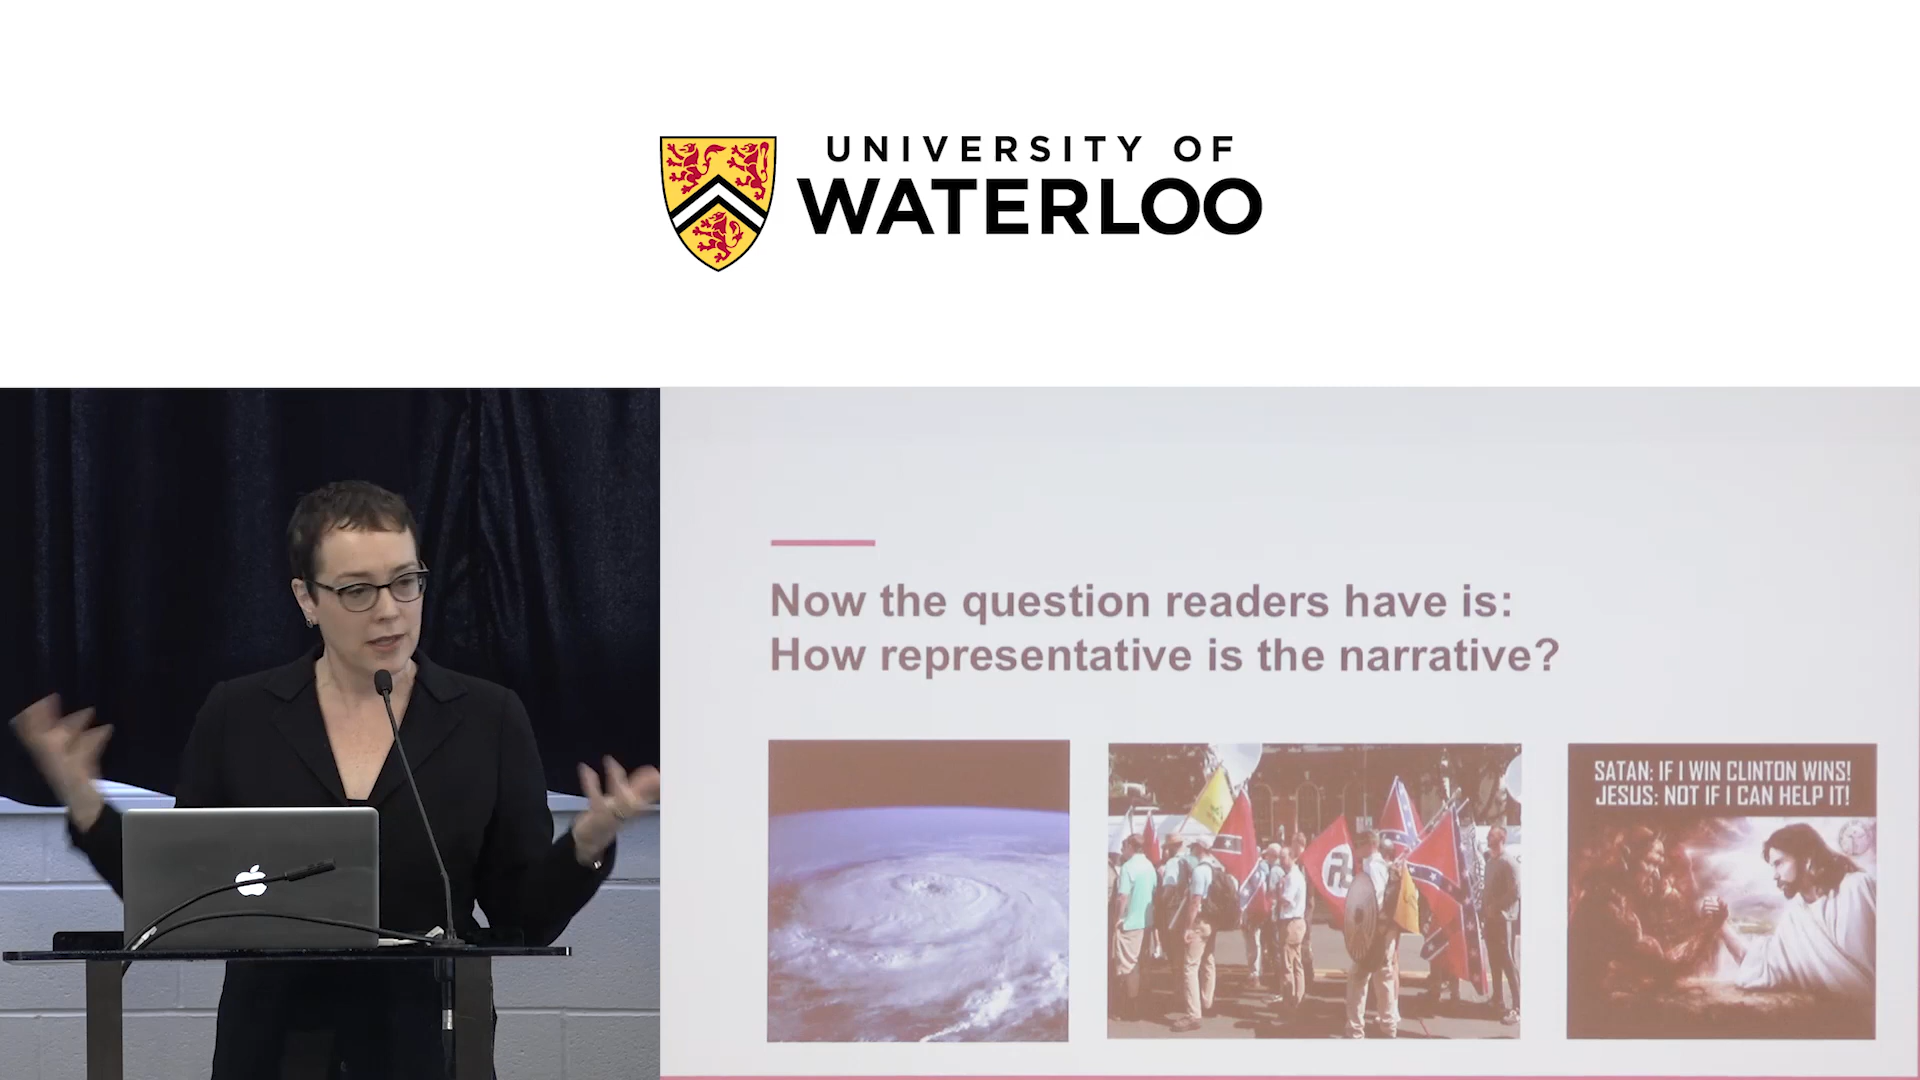 UNIVERSITY OF
WATERLOO
Now the question readers have is:
How representative is the narrative?
SATAN: IF I WIN CLINTON WINS!
JESUS: NOT IF I CAN HELP IT!